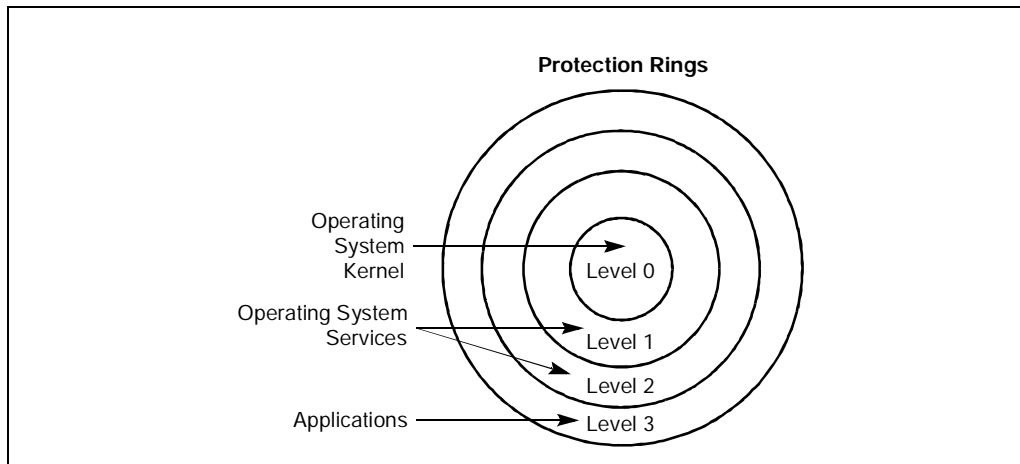 Protection Rings
Operating
System
Kernel
Level 0
Operating System
Services
Level 1
Level 2
Applications
Level 3